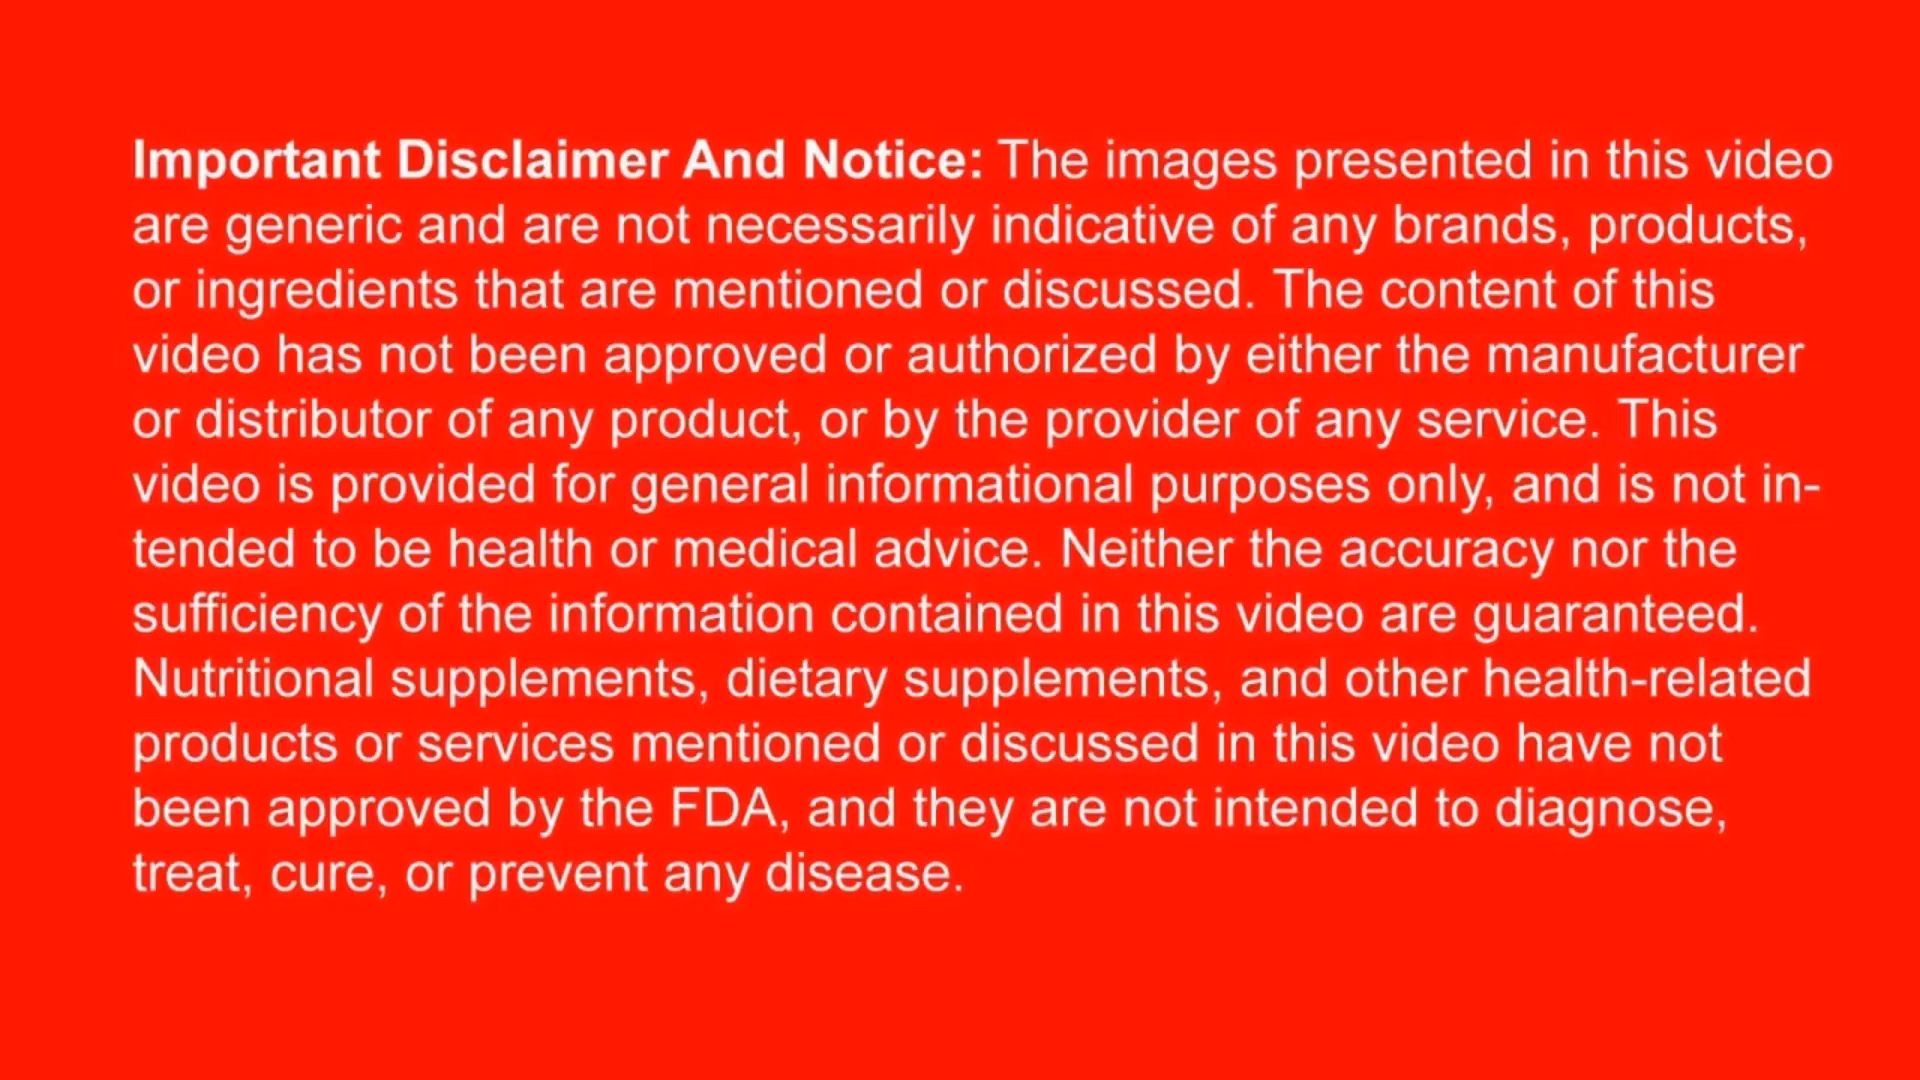 Important Disclaimer And Notice: The images presented in this video
are generic and are not necessarily indicative of any brands, products,
or ingredients that are mentioned or discussed. The content of this
video has not been approved or authorized by either the manufacturer
or distributor of any product, or by the provider of any service. This
video is provided for general informational purposes only, and is not in-
tended to be health or medical advice. Neither the accuracy nor the
sufficiency of the information contained in this video are guaranteed.
Nutritional supplements, dietary supplements, and other health-related
products or services mentioned or discussed in this video have not
been approved by the FDA, and they are not intended to diagnose,
treat, cure, or prevent any disease.